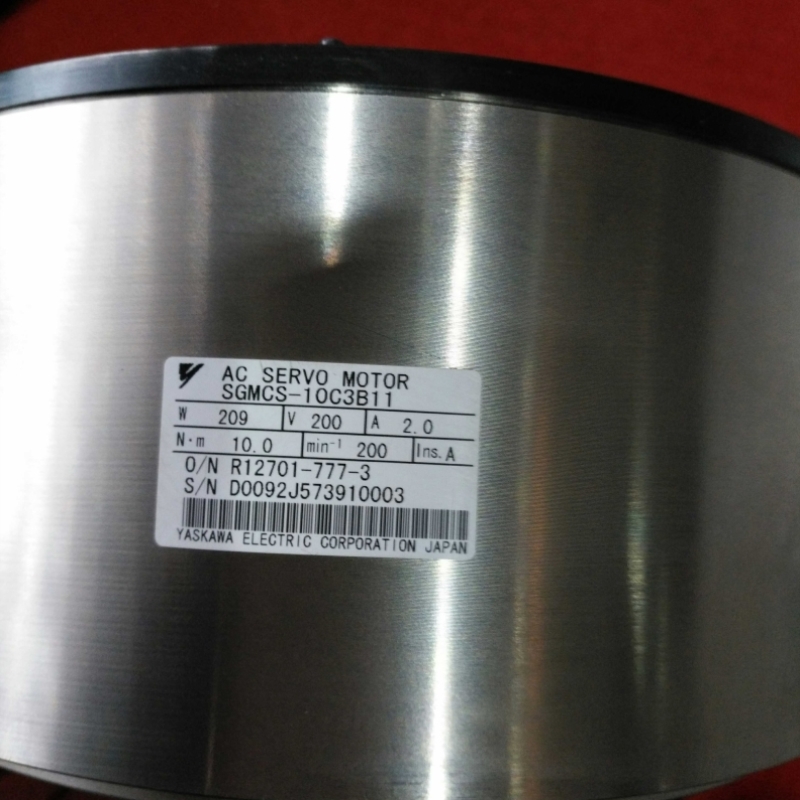 AC SERVO MOTOR
SGMCS-10C3B11
W 209 V 200 A 2.0
N·m 10.0 min⁻¹ 200 Ins. A
O/N R12701-777-3
S/N D0092J573910003
YASKAWA ELECTRIC CORPORATION JAPAN